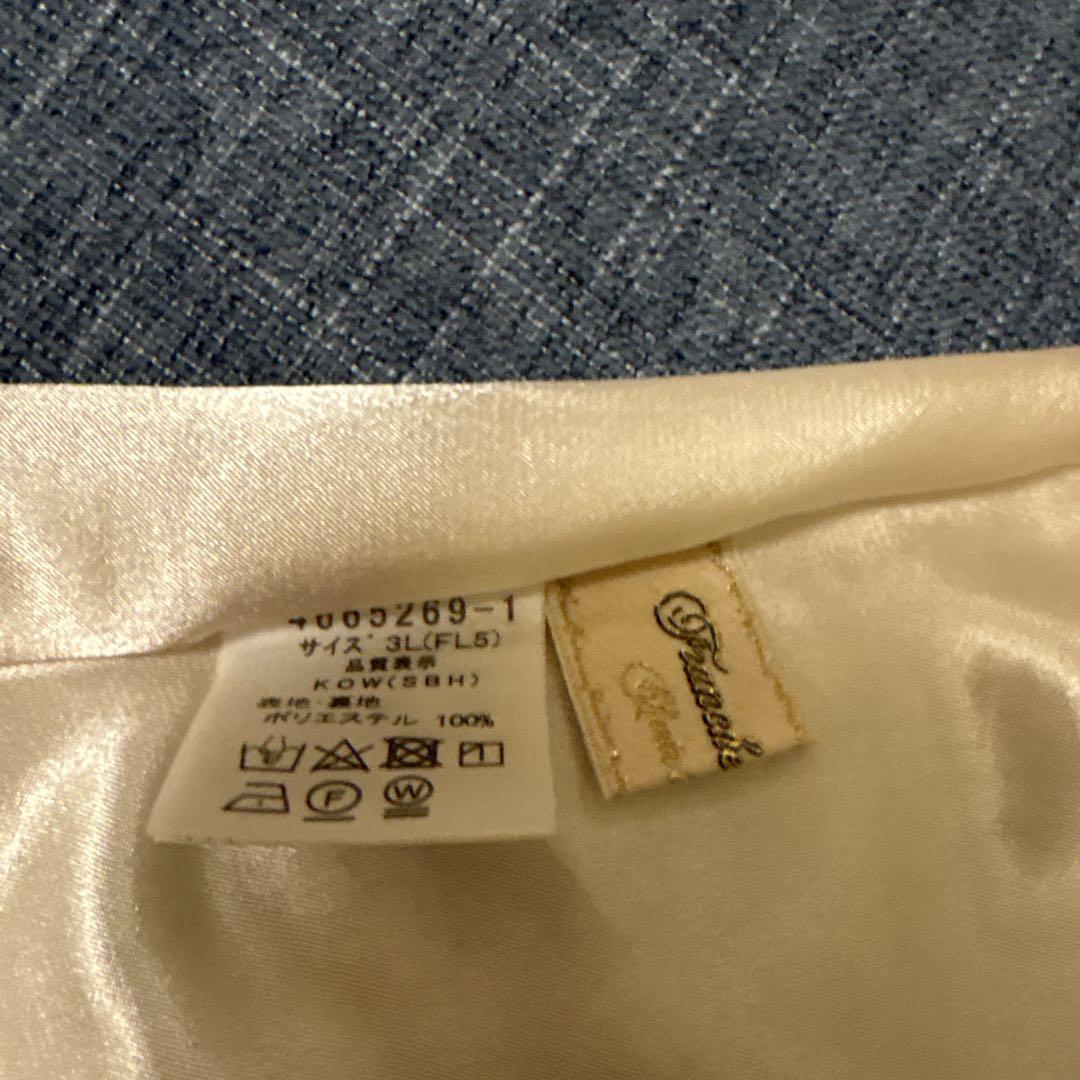 4665269-1
サイズ 3L(FL5)
品質表示
KOW(SBH)
表地・裏地
ポリエステル 100%
F
W